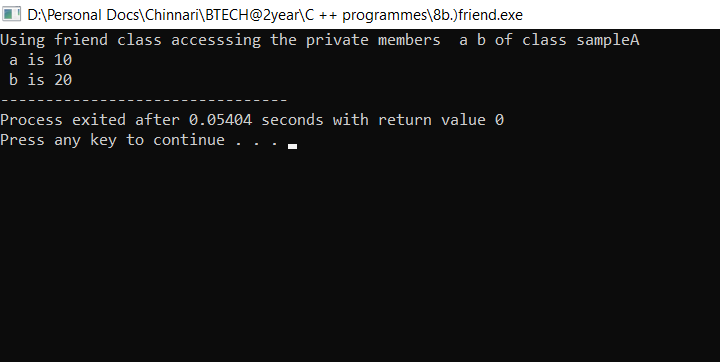 D:\Personal Docs\Chinnari\BTECH@2year\C ++ programmes\8b.)friend.exe
Using friend class accesssing the private members  a b of class sampleA
 a is 10
 b is 20
--------------------------------
Process exited after 0.05404 seconds with return value 0
Press any key to continue . . .